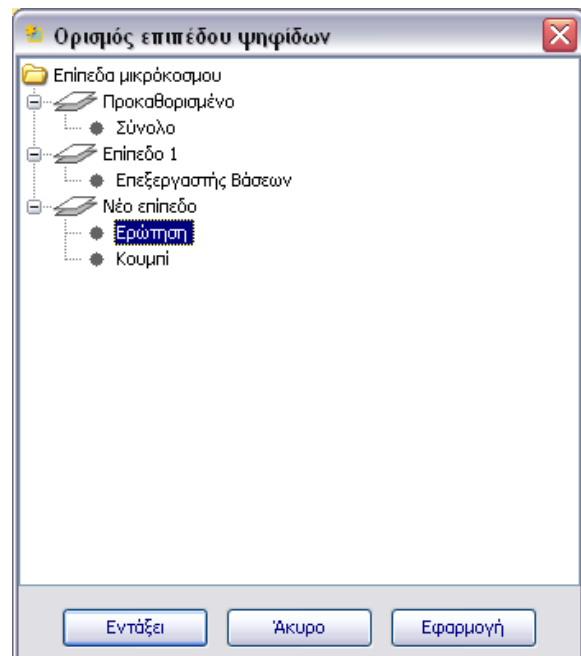 Ορισμός επιπέδου ψηφίδων
Επίπεδα μικρόκοσμου
Προκαθορισμένο
Σύνολο
Επίπεδο 1
Επεξεργαστής Βάσεων
Νέο επίπεδο
Ερώτηση
Κουμπί
Εντάξει Άκυρο Εφαρμογή